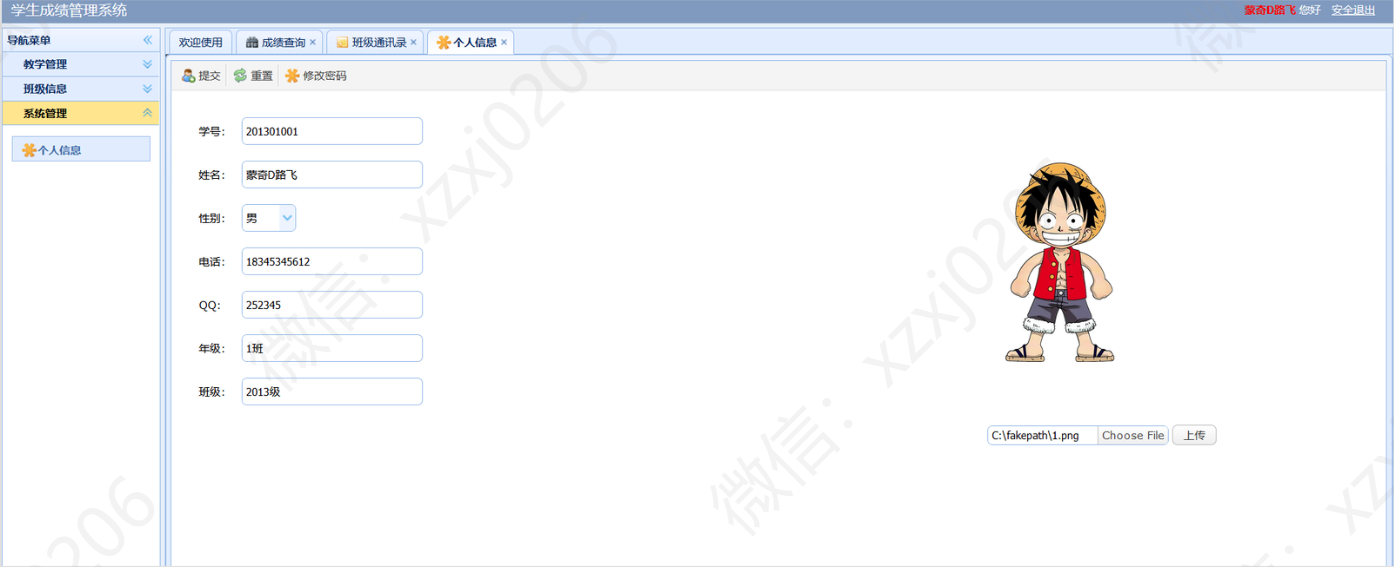 学生成绩管理系统
蒙奇D路飞 您好 安全退出
导航菜单
教学管理
班级信息
系统管理
个人信息
欢迎使用 成绩查询 班级通讯录 个人信息
提交 重置 修改密码
学号: 201301001
姓名: 蒙奇D路飞
性别: 男
电话: 18345345612
QQ: 252345
年级: 1班
班级: 2013级
C:\fakepath\1.png Choose File 上传
微信: xzxj0206
微信: xzxj0206
微
0206
xzx